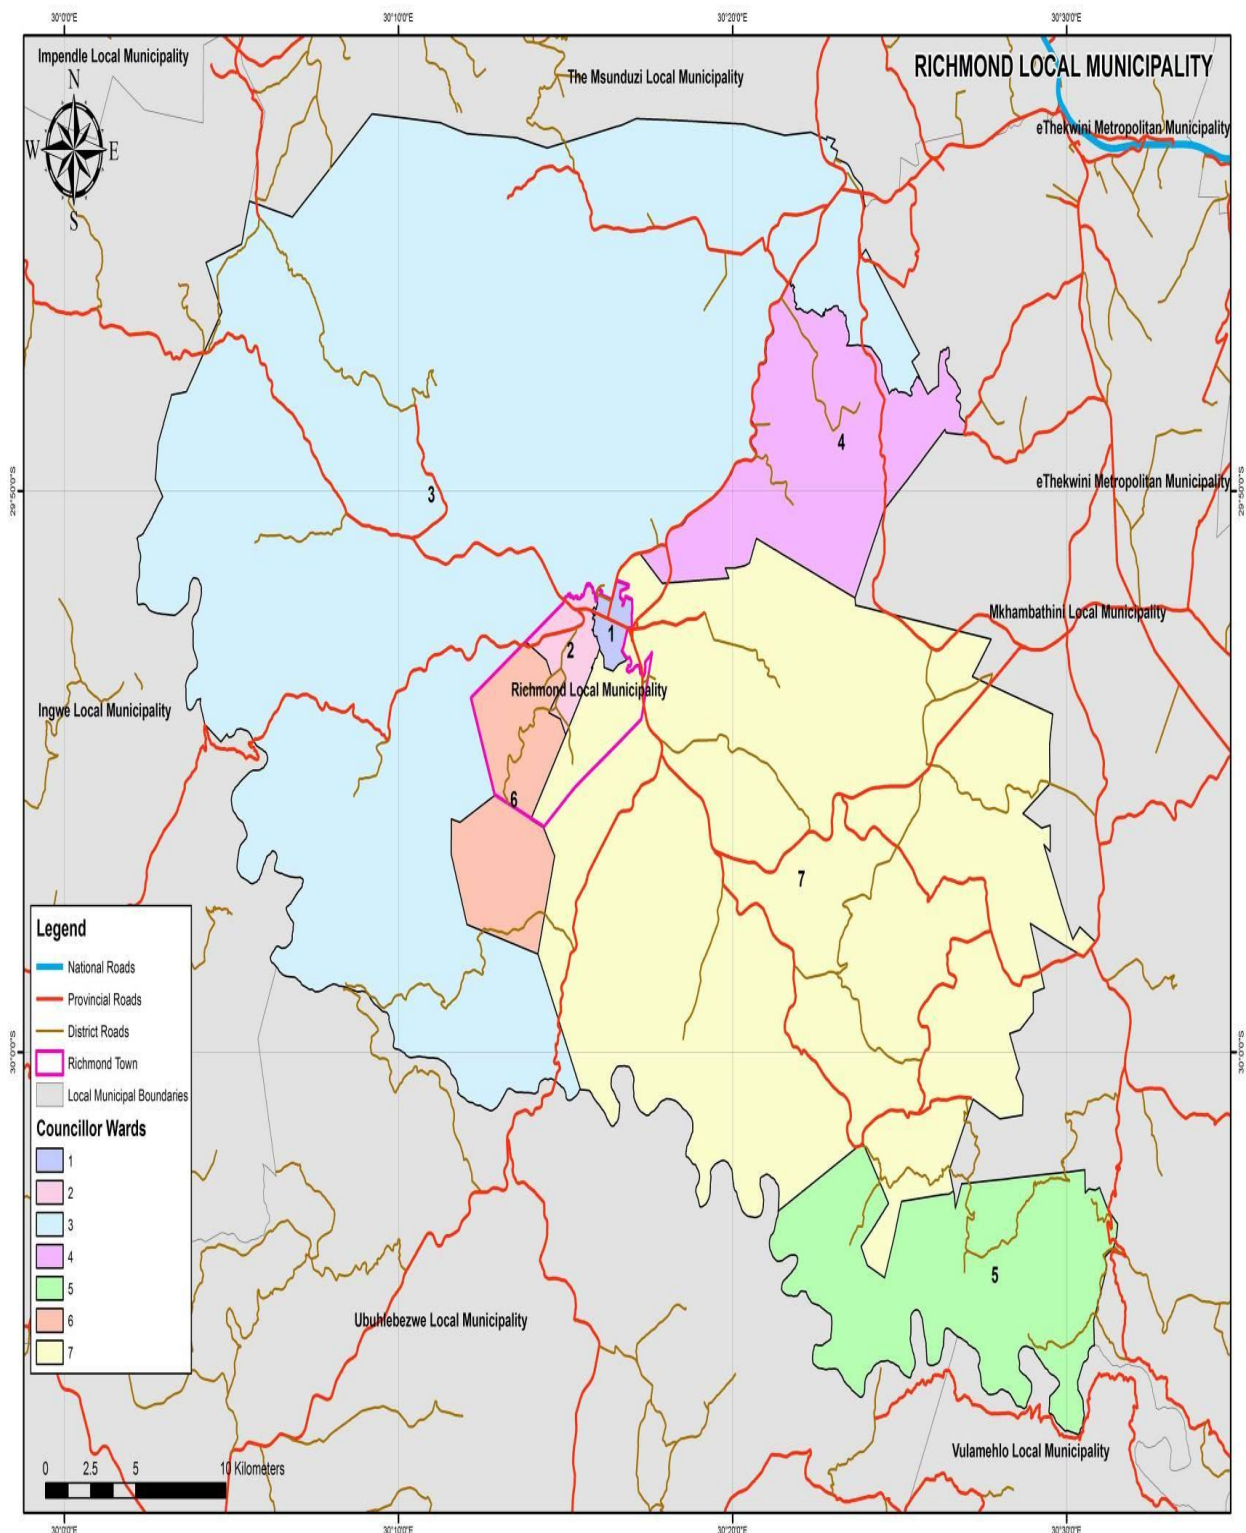 30°0'0"E 30°10'0"E 30°20'0"E 30°30'0"E
Impendle Local Municipality
The Msunduzi Local Municipality
RICHMOND LOCAL MUNICIPALITY
N
W E
S
eThekwini Metropolitan Municipality
4
eThekwini Metropolitan Municipality
3
29°50'0"S 29°50'0"S
Mkhambathini Local Municipality
1
2
Richmond Local Municipality
Ingwe Local Municipality
6
7
Legend
National Roads
Provincial Roads
District Roads
Richmond Town
Local Municipal Boundaries
Councillor Wards
1
2
3
4
5
6
7
30°0'0"S 30°0'0"S
5
Ubuhlebezwe Local Municipality
Vulamehlo Local Municipality
0 2.5 5 10 Kilometers
30°0'0"E 30°10'0"E 30°20'0"E 30°30'0"E